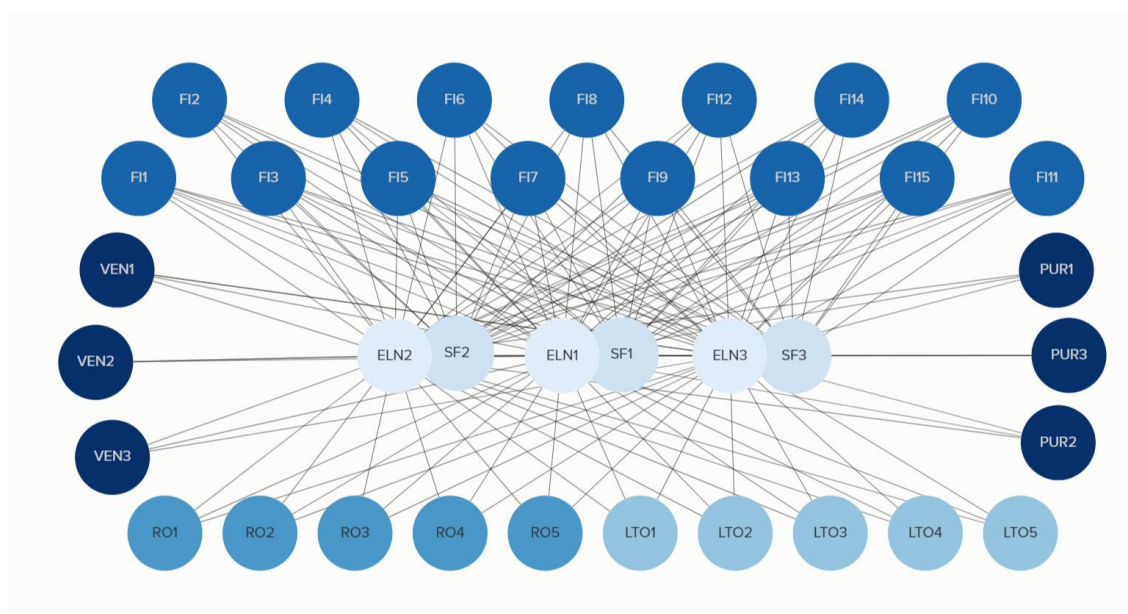 FI2 FI4 FI6 FI8 FI12 FI14 FI10
FI1 FI3 FI5 FI7 FI9 FI13 FI15 FI11
VEN1 PUR1
VEN2 ELN2 SF2 ELN1 SF1 ELN3 SF3 PUR3
VEN3 PUR2
RO1 RO2 RO3 RO4 RO5 LTO1 LTO2 LTO3 LTO4 LTO5